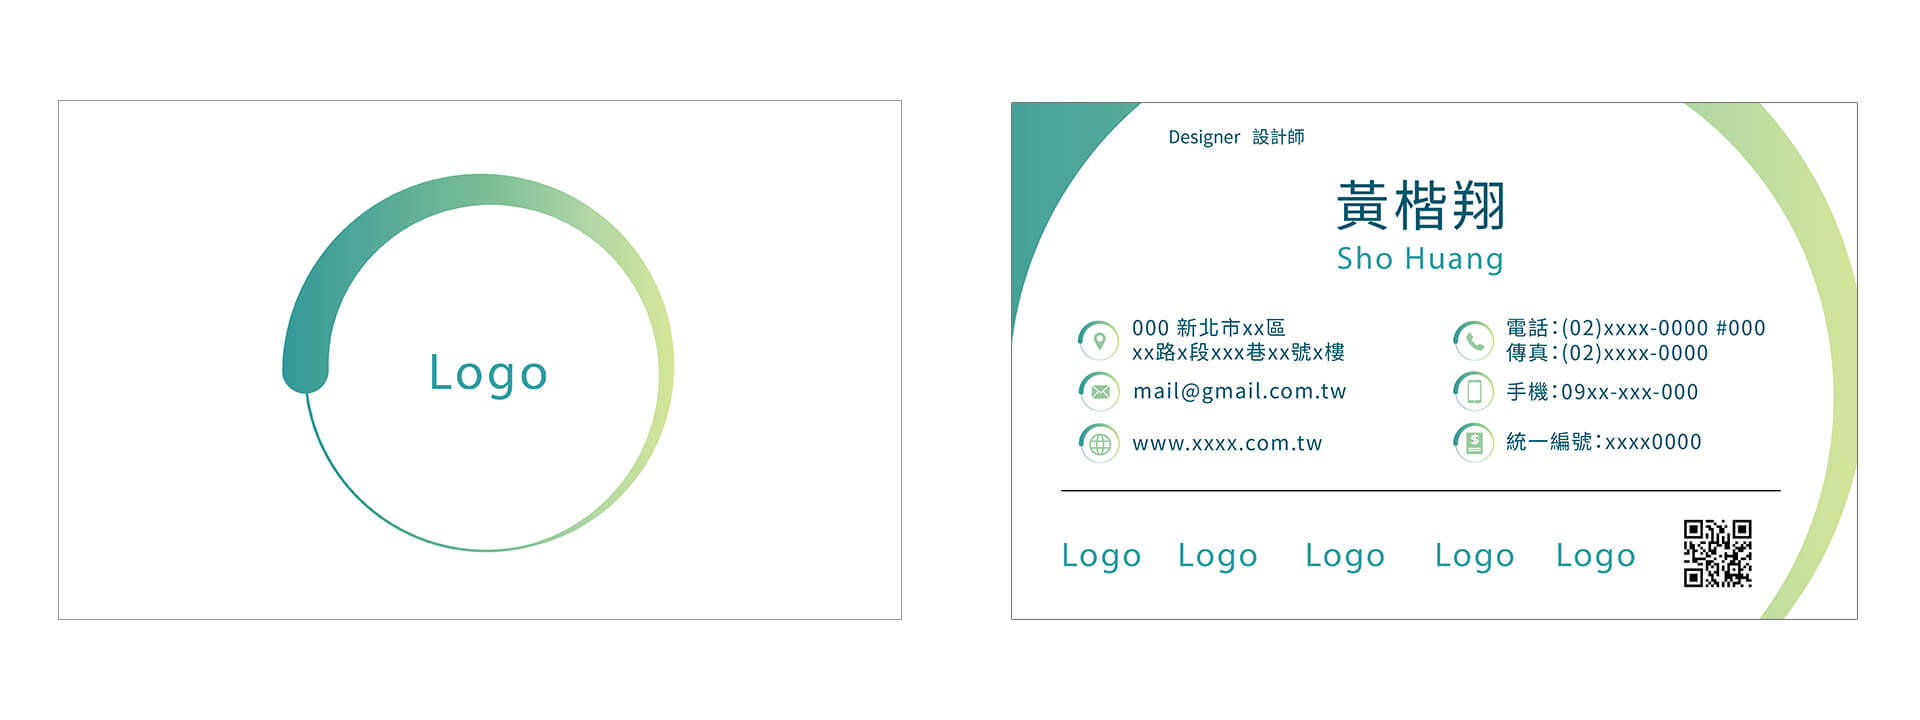 Logo
Designer 設計師
黃楷翔
Sho Huang
000 新北市xx區
xx路x段xxx巷xx號x樓
mail@gmail.com.tw
www.xxxx.com.tw
電話:(02)xxxx-0000 #000
傳真:(02)xxxx-0000
手機:09xx-xxx-000
統一編號:xxxx0000
Logo Logo Logo Logo Logo